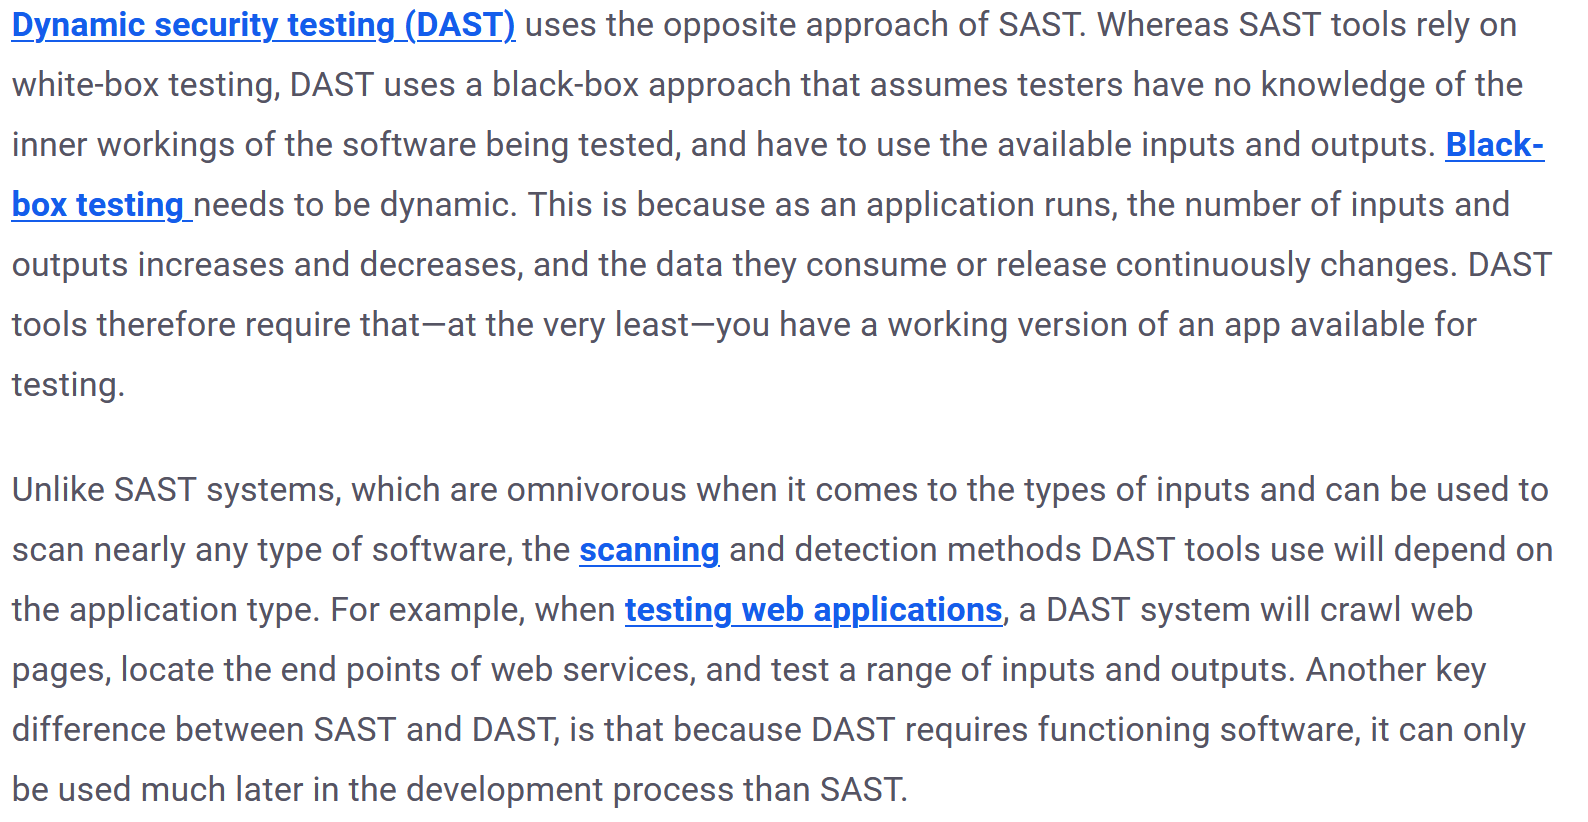 Dynamic security testing (DAST) uses the opposite approach of SAST. Whereas SAST tools rely on
white-box testing, DAST uses a black-box approach that assumes testers have no knowledge of the
inner workings of the software being tested, and have to use the available inputs and outputs. Black-
box testing needs to be dynamic. This is because as an application runs, the number of inputs and
outputs increases and decreases, and the data they consume or release continuously changes. DAST
tools therefore require that—at the very least—you have a working version of an app available for
testing.
Unlike SAST systems, which are omnivorous when it comes to the types of inputs and can be used to
scan nearly any type of software, the scanning and detection methods DAST tools use will depend on
the application type. For example, when testing web applications, a DAST system will crawl web
pages, locate the end points of web services, and test a range of inputs and outputs. Another key
difference between SAST and DAST, is that because DAST requires functioning software, it can only
be used much later in the development process than SAST.